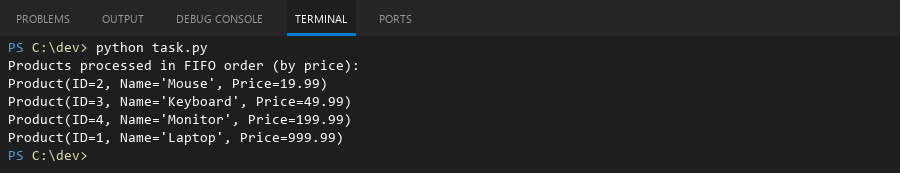 PROBLEMS OUTPUT DEBUG CONSOLE TERMINAL PORTS
PS C:\dev> python task.py
Products processed in FIFO order (by price):
Product(ID=2, Name='Mouse', Price=19.99)
Product(ID=3, Name='Keyboard', Price=49.99)
Product(ID=4, Name='Monitor', Price=199.99)
Product(ID=1, Name='Laptop', Price=999.99)
PS C:\dev>